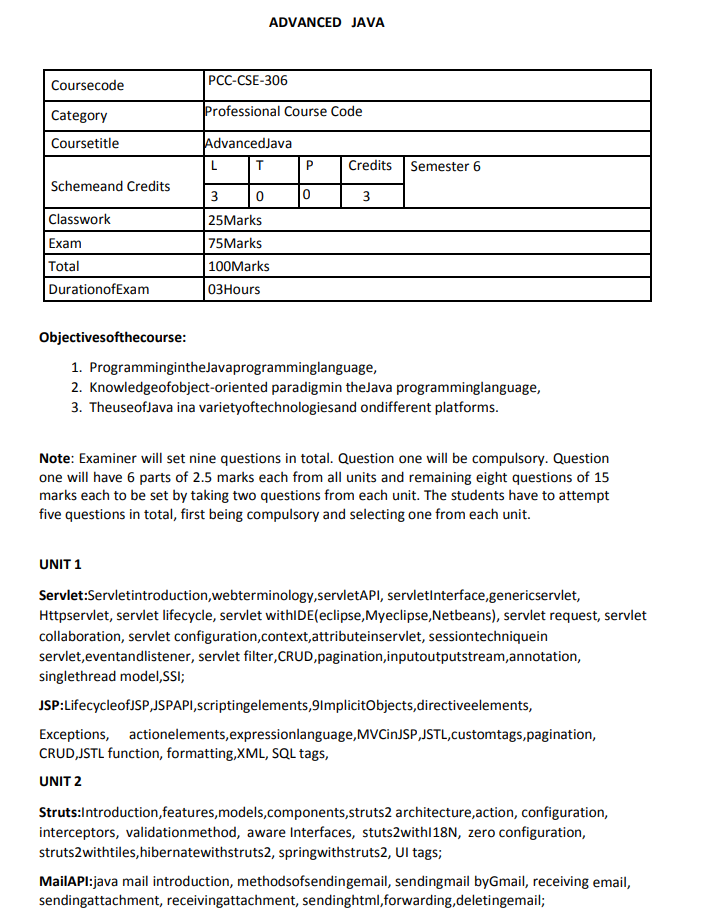 ADVANCED JAVA
Coursecode PCC-CSE-306
Category Professional Course Code
Coursetitle AdvancedJava
Schemeand Credits L T P Credits Semester 6
3 0 0 3
Classwork 25Marks
Exam 75Marks
Total 100Marks
DurationofExam 03Hours
Objectivesofthecourse:
1. ProgrammingintheJavaprogramminglanguage,
2. Knowledgeofobject-oriented paradigmin theJava programminglanguage,
3. TheuseofJava ina varietyoftechnologiesand ondifferent platforms.
Note: Examiner will set nine questions in total. Question one will be compulsory. Question
one will have 6 parts of 2.5 marks each from all units and remaining eight questions of 15
marks each to be set by taking two questions from each unit. The students have to attempt
five questions in total, first being compulsory and selecting one from each unit.
UNIT 1
Servlet:Servletintroduction,webterminology,servletAPI, servletInterface,genericservlet,
Httpservlet, servlet lifecycle, servlet withIDE(eclipse,Myeclipse,Netbeans), servlet request, servlet
collaboration, servlet configuration,context,attributeinservlet, sessiontechniquein
servlet,eventandlistener, servlet filter,CRUD,pagination,inputoutputstream,annotation,
singlethread model,SSI;
JSP:LifecycleofJSP,JSPAPI,scriptingelements,9ImplicitObjects,directiveelements,
Exceptions, actionelements,expressionlanguage,MVCinJSP,JSTL,customtags,pagination,
CRUD,JSTL function, formatting,XML, SQL tags,
UNIT 2
Struts:Introduction,features,models,components,struts2 architecture,action, configuration,
interceptors, validationmethod, aware Interfaces, stuts2withI18N, zero configuration,
struts2withtiles,hibernatewithstruts2, springwithstruts2, UI tags;
MailAPI:java mail introduction, methodsofsendingemail, sendingmail byGmail, receiving email,
sendingattachment, receivingattachment, sendinghtml,forwarding,deletingemail;